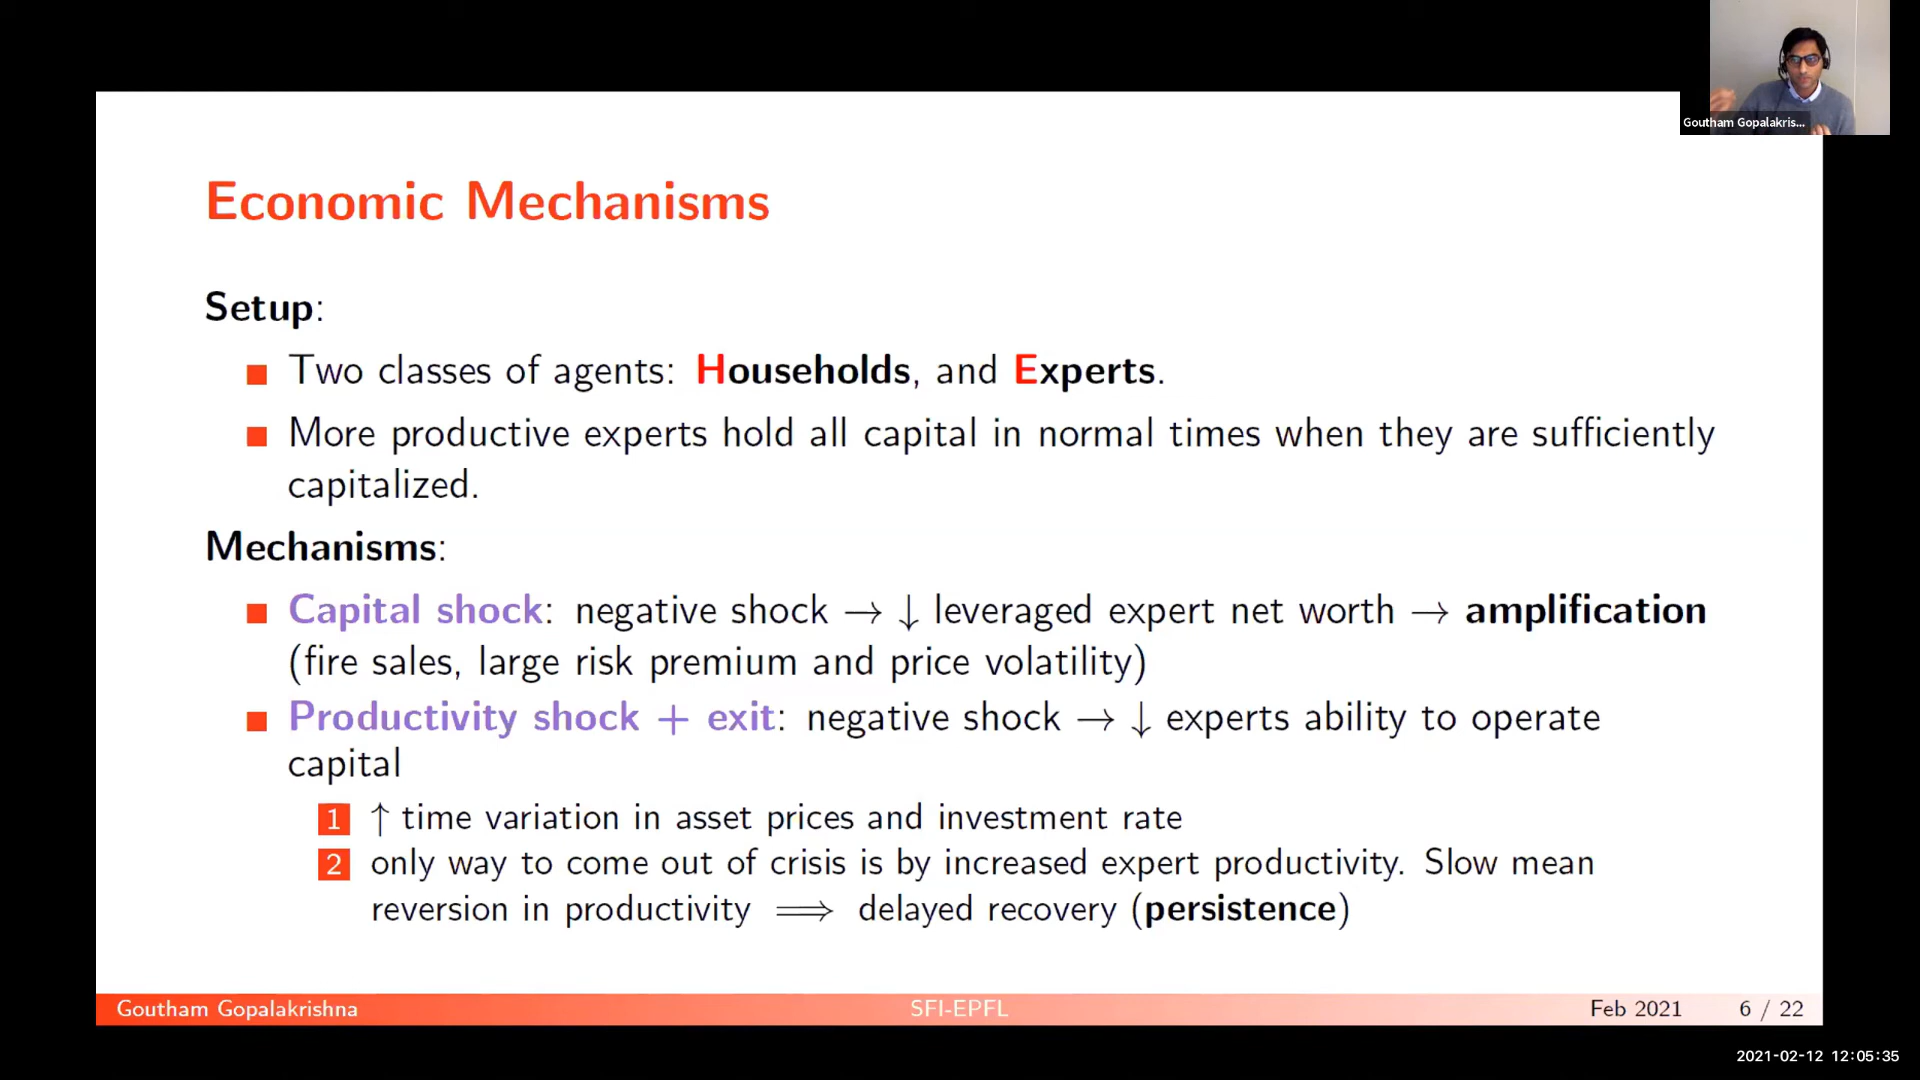 Goutham Gopalakris...
Economic Mechanisms
Setup:
■ Two classes of agents: Households, and Experts.
■ More productive experts hold all capital in normal times when they are sufficiently
capitalized.
Mechanisms:
■ Capital shock: negative shock → ↓ leveraged expert net worth → amplification
(fire sales, large risk premium and price volatility)
■ Productivity shock + exit: negative shock → ↓ experts ability to operate
capital
1 ↑ time variation in asset prices and investment rate
2 only way to come out of crisis is by increased expert productivity. Slow mean
reversion in productivity ⟹ delayed recovery (persistence)
Goutham Gopalakrishna SFI-EPFL Feb 2021 6 / 22
2021-02-12 12:05:35